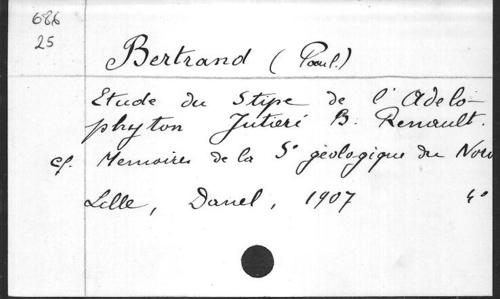 686
25
Bertrand (Paul.)
Etude du Stipe de l'Adelo-
phyton Jutieri B. Renault.
Cf. Memoires de la Sé géologique du Nord
Lille, Danel, 1907 4°